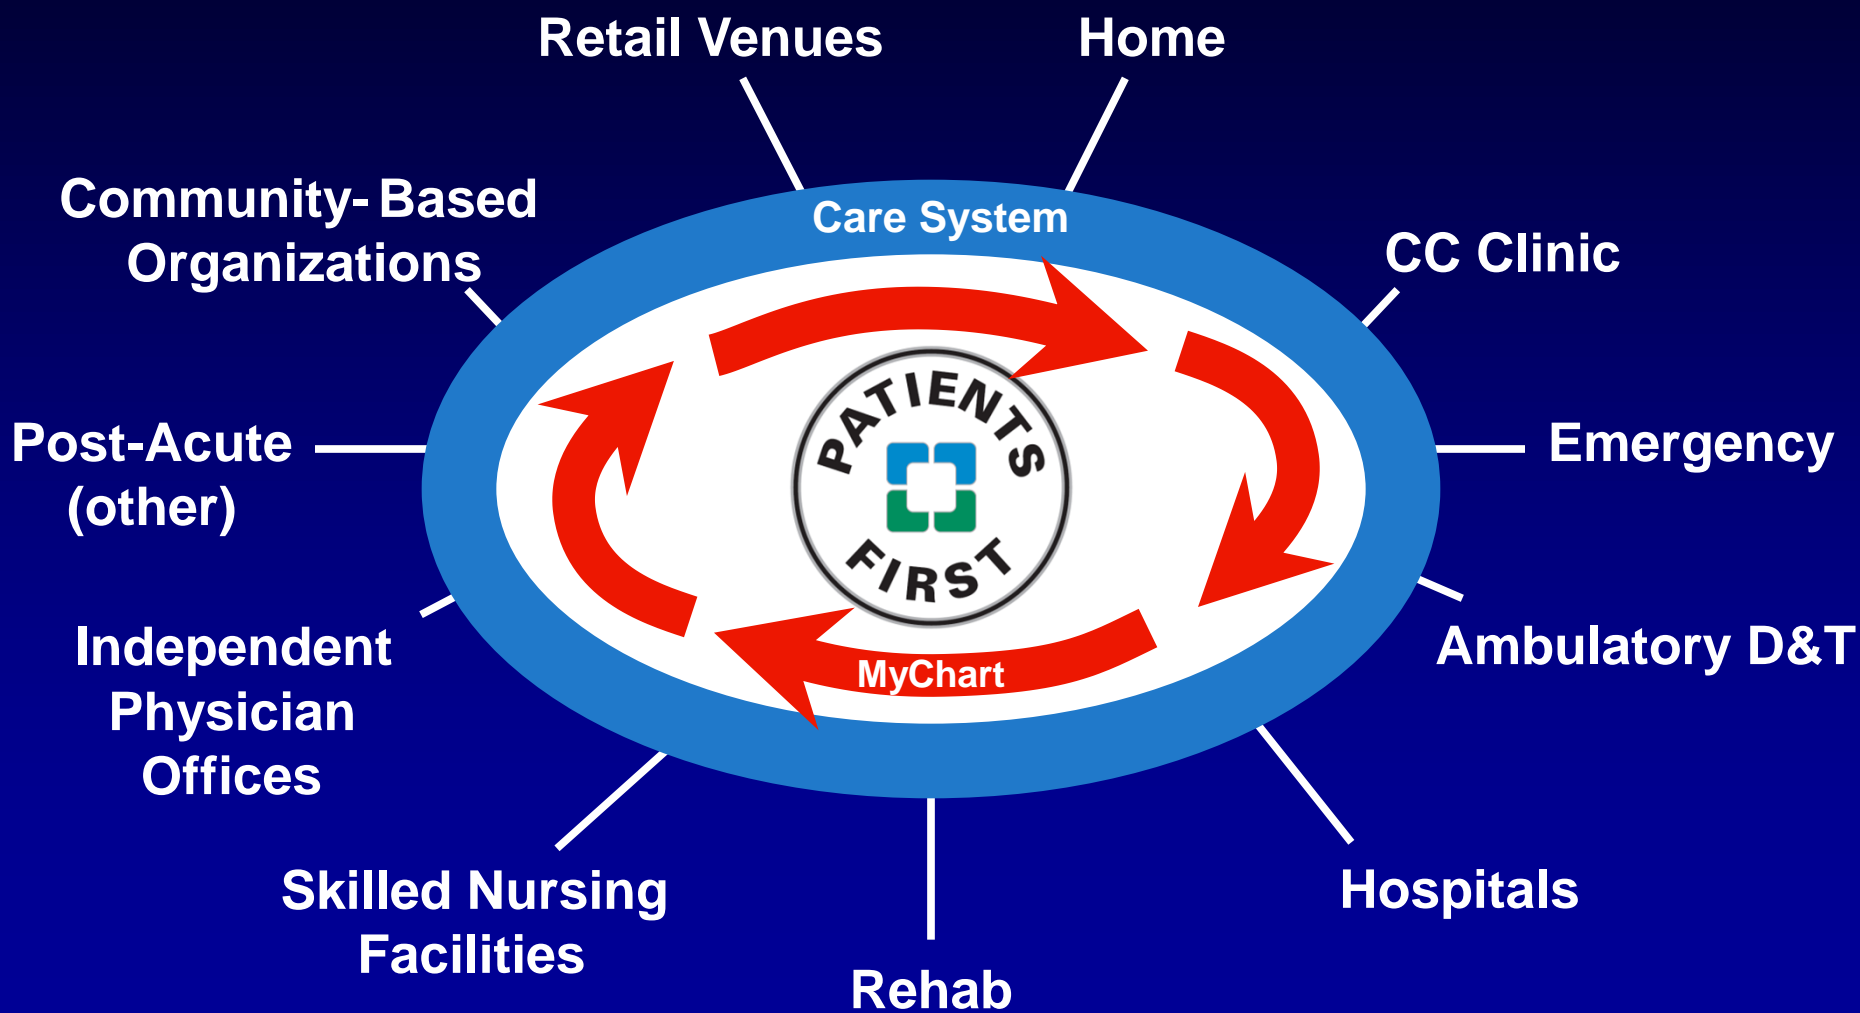 Retail Venues
Home
Community- Based
Organizations
Care System
CC Clinic
PATIENTS
FIRST
Post-Acute
(other)
Emergency
Independent
Physician
Offices
MyChart
Ambulatory D&T
Skilled Nursing
Facilities
Hospitals
Rehab